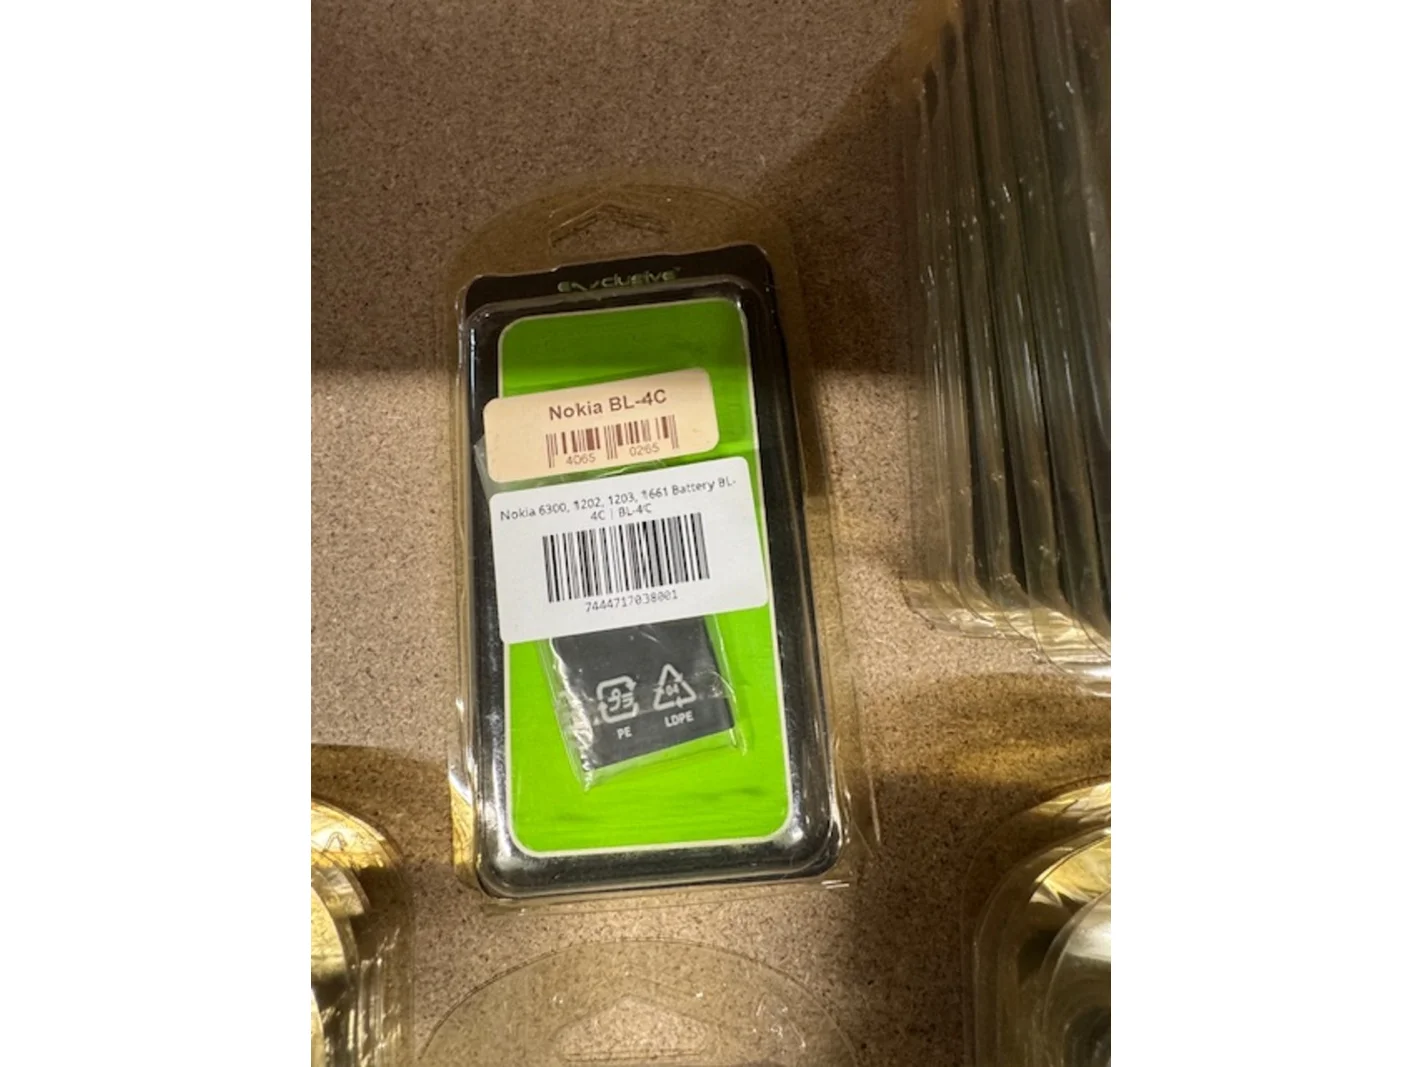 exclusive™
Nokia BL-4C
4065 0265
Nokia 6300, 1202, 1203, 1661 Battery BL-
4C | BL-4C
7444717038001
PE
04
LDPE